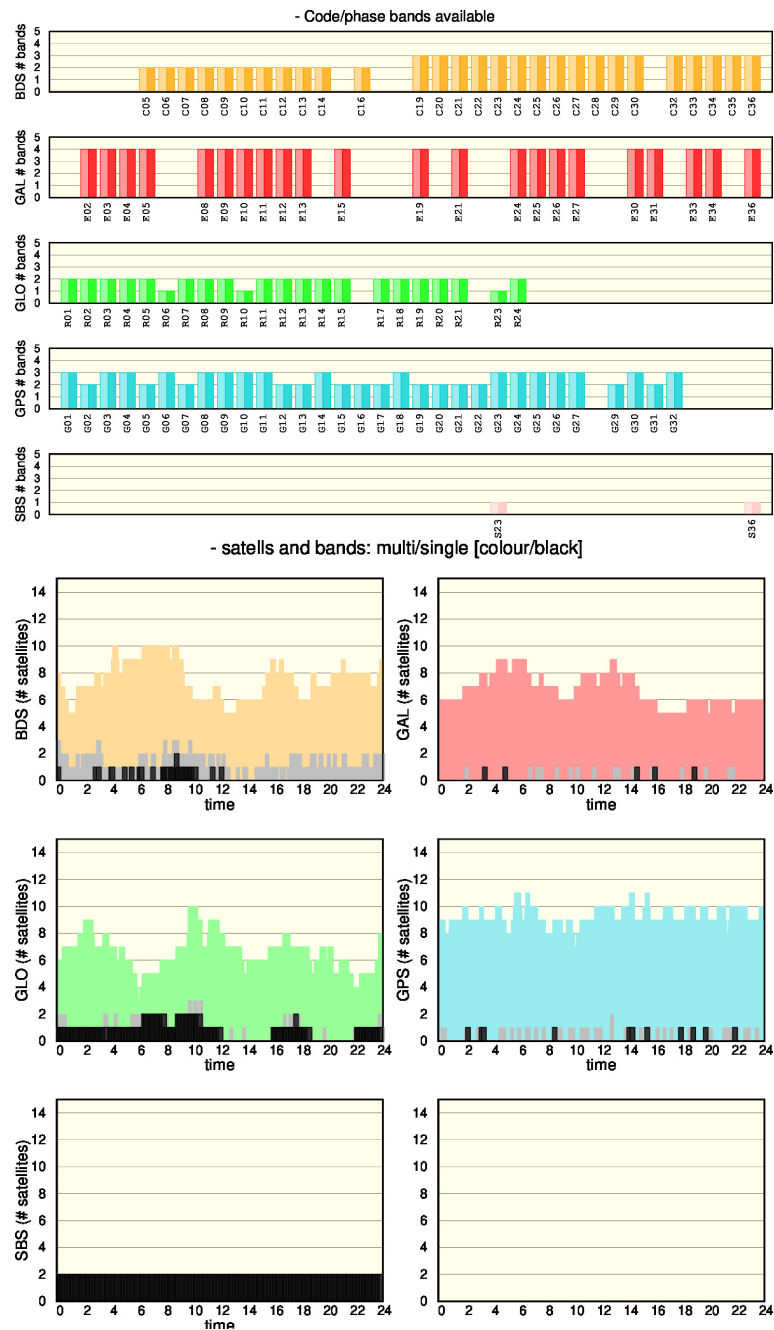 - Code/phase bands available
BDS # bands
5
4
3
2
1
0
C05 C06 C07 C08 C09 C10 C11 C12 C13 C14 C16 C19 C20 C21 C22 C23 C24 C25 C26 C27 C28 C29 C30 C32 C33 C34 C35 C36
GAL # bands
5
4
3
2
1
0
E02 E03 E04 E05 E08 E09 E10 E11 E12 E13 E15 E19 E21 E24 E25 E26 E27 E30 E31 E33 E34 E36
GLO # bands
5
4
3
2
1
0
R01 R02 R03 R04 R05 R06 R07 R08 R09 R10 R11 R12 R13 R14 R15 R17 R18 R19 R20 R21 R23 R24
GPS # bands
5
4
3
2
1
0
G01 G02 G03 G04 G05 G06 G07 G08 G09 G10 G11 G12 G13 G14 G15 G16 G17 G18 G19 G20 G21 G22 G23 G24 G25 G26 G27 G29 G30 G31 G32
SBS # bands
5
4
3
2
1
0
S23 S36
- satells and bands: multi/single [colour/black]
BDS (# satellites)
14
12
10
8
6
4
2
0
0 2 4 6 8 10 12 14 16 18 20 22 24
time
GAL (# satellites)
14
12
10
8
6
4
2
0
0 2 4 6 8 10 12 14 16 18 20 22 24
time
GLO (# satellites)
14
12
10
8
6
4
2
0
0 2 4 6 8 10 12 14 16 18 20 22 24
time
GPS (# satellites)
14
12
10
8
6
4
2
0
0 2 4 6 8 10 12 14 16 18 20 22 24
time
SBS (# satellites)
14
12
10
8
6
4
2
0
0 2 4 6 8 10 12 14 16 18 20 22 24
time
14
12
10
8
6
4
2
0
0 2 4 6 8 10 12 14 16 18 20 22 24